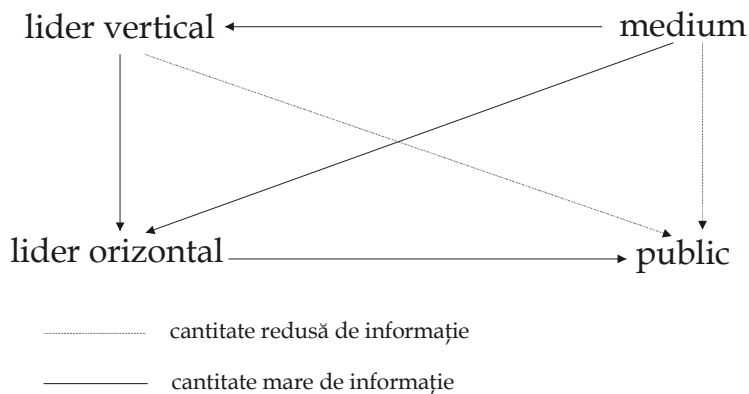 lider vertical
medium
lider orizontal
public
cantitate redusă de informație
cantitate mare de informație